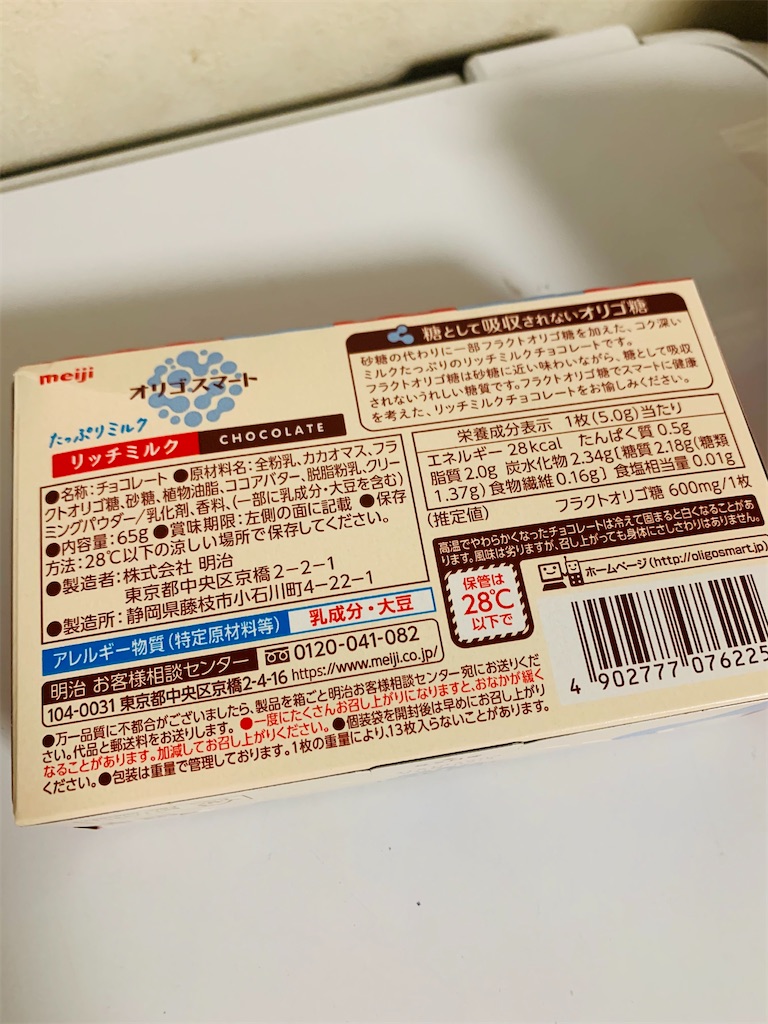 meiji
オリゴスマート
たっぷりミルク
リッチミルク CHOCOLATE
●名称:チョコレート ●原材料名:全粉乳、カカオマス、フラ
クトオリゴ糖、砂糖、植物油脂、ココアバター、脱脂粉乳、クリー
ミングパウダー/乳化剤、香料、(一部に乳成分・大豆を含む)
●内容量:65g ●賞味期限:左側の面に記載 ●保存
方法:28℃以下の涼しい場所で保存してください。
●製造者:株式会社 明治
東京都中央区京橋2-2-1
●製造所:静岡県藤枝市小石川町4-22-1
アレルギー物質(特定原材料等) 乳成分・大豆
明治 お客様相談センター 0120-041-082
104-0031 東京都中央区京橋2-4-16 https://www.meiji.co.jp/
●万一品質に不都合がございましたら、製品を箱ごと明治お客様相談センター宛にお送りくだ
さい。代品と郵送料をお送りします。●一度にたくさんお召し上がりになりますと、おなかが緩く
なることがあります。加減してお召し上がりください。●個装袋を開封後は早めにお召し上がり
ください。●包装は重量で管理しております。1枚の重量により、13枚入らないことがあります。
糖として吸収されないオリゴ糖
砂糖の代わりに一部フラクトオリゴ糖を加えた、コク深い
ミルクたっぷりのリッチミルクチョコレートです。
フラクトオリゴ糖は砂糖に近い味わいながら、糖として吸収
されないうれしい糖質です。フラクトオリゴ糖でスマートに健康
を考えた、リッチミルクチョコレートをお愉しみください。
栄養成分表示 1枚(5.0g)当たり
エネルギー 28kcal たんぱく質 0.5g
脂質 2.0g 炭水化物 2.34g(糖質 2.18g(糖類
1.37g) 食物繊維 0.16g) 食塩相当量 0.01g
(推定値) フラクトオリゴ糖 600mg/1枚
高温でやわらかくなったチョコレートは冷えて固まると白くなることがあ
ります。風味は劣りますが、召し上がっても身体にさしさわりはありません。
保管は
28℃
以下で
ホームページ(http://oligosmart.jp)
4 902777 076225